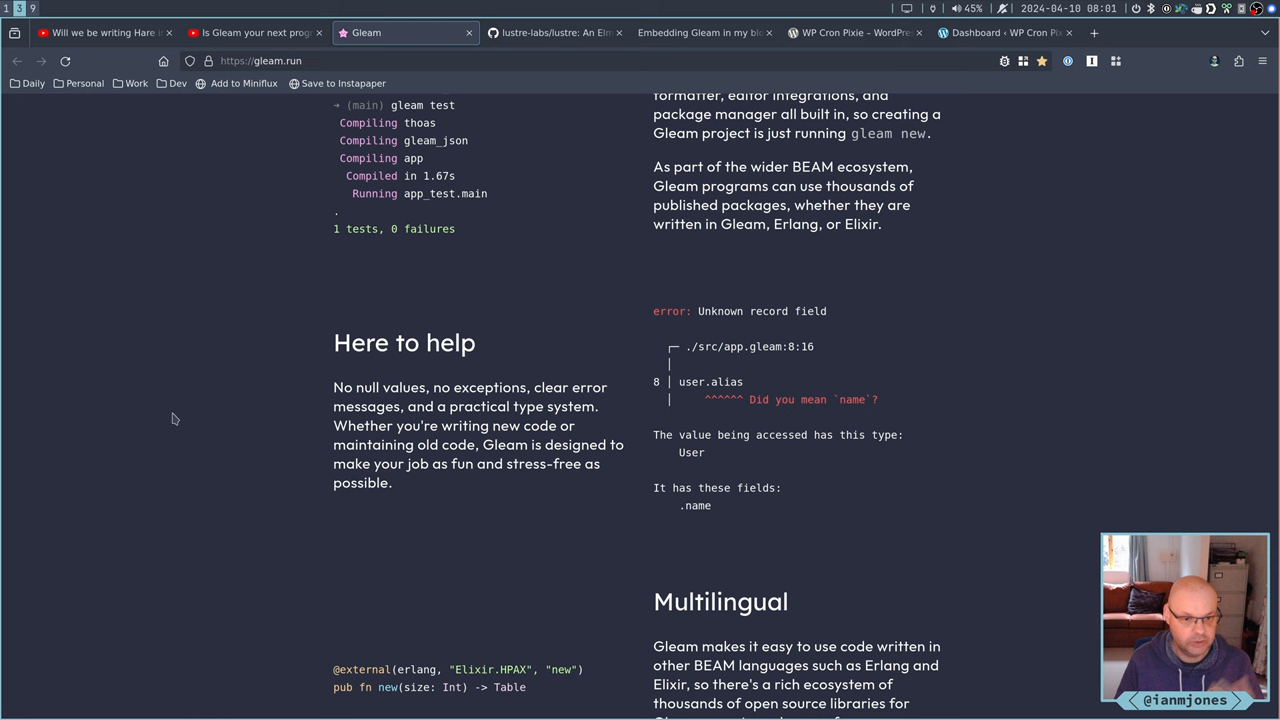 1 3 9
45% 2024-04-10 08:01
Will we be writing Hare i
Is Gleam your next prog
Gleam
lustre-labs/lustre: An Elm
Embedding Gleam in my blo
WP Cron Pixie – WordPres
Dashboard ‹ WP Cron Pix
https://gleam.run
Daily Personal Work Dev Add to Miniflux Save to Instapaper
→ (main) gleam test
Compiling thoas
Compiling gleam_json
Compiling app
Compiled in 1.67s
Running app_test.main
.
1 tests, 0 failures
formatter, editor integrations, and
package manager all built in, so creating a
Gleam project is just running gleam new.
As part of the wider BEAM ecosystem,
Gleam programs can use thousands of
published packages, whether they are
written in Gleam, Erlang, or Elixir.
Here to help
No null values, no exceptions, clear error
messages, and a practical type system.
Whether you're writing new code or
maintaining old code, Gleam is designed to
make your job as fun and stress-free as
possible.
error: Unknown record field
┌─ ./src/app.gleam:8:16
│
8 │ user.alias
│ ^^^^^^ Did you mean `name`?
The value being accessed has this type:
User
It has these fields:
.name
Multilingual
Gleam makes it easy to use code written in
other BEAM languages such as Erlang and
Elixir, so there's a rich ecosystem of
thousands of open source libraries for
@external(erlang, "Elixir.HPAX", "new")
pub fn new(size: Int) -> Table
@ianmjones